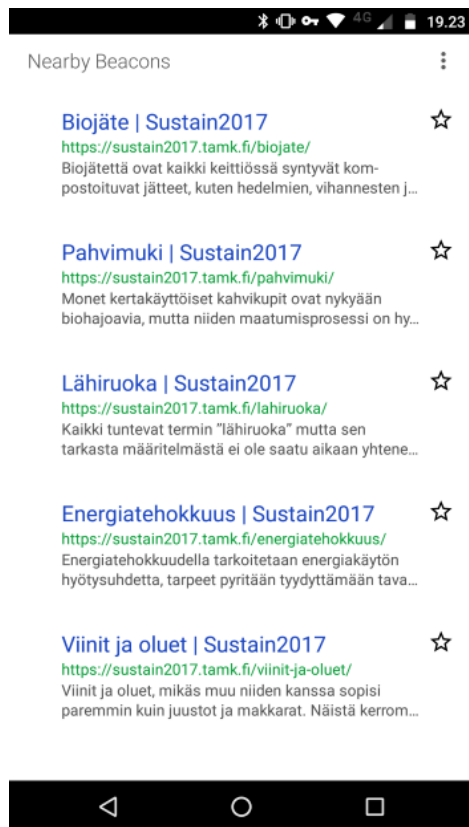 4G 19.23
Nearby Beacons
Biojäte | Sustain2017
https://sustain2017.tamk.fi/biojate/
Biojätettä ovat kaikki keittiössä syntyvät kom-
postoituvat jätteet, kuten hedelmien, vihannesten j...
Pahvimuki | Sustain2017
https://sustain2017.tamk.fi/pahvimuki/
Monet kertakäyttöiset kahvikupit ovat nykyään
biohajoavia, mutta niiden maatumisprosessi on hy...
Lähiruoka | Sustain2017
https://sustain2017.tamk.fi/lahiruoka/
Kaikki tuntevat termin ”lähiruoka” mutta sen
tarkasta määritelmästä ei ole saatu aikaan yhtene...
Energiatehokkuus | Sustain2017
https://sustain2017.tamk.fi/energiatehokkuus/
Energiatehokkuudella tarkoitetaan energiakäytön
hyötysuhdetta, tarpeet pyritään tyydyttämään tava...
Viinit ja oluet | Sustain2017
https://sustain2017.tamk.fi/viinit-ja-oluet/
Viinit ja oluet, mikäs muu niiden kanssa sopisi
paremmin kuin juustot ja makkarat. Näistä kerrom...